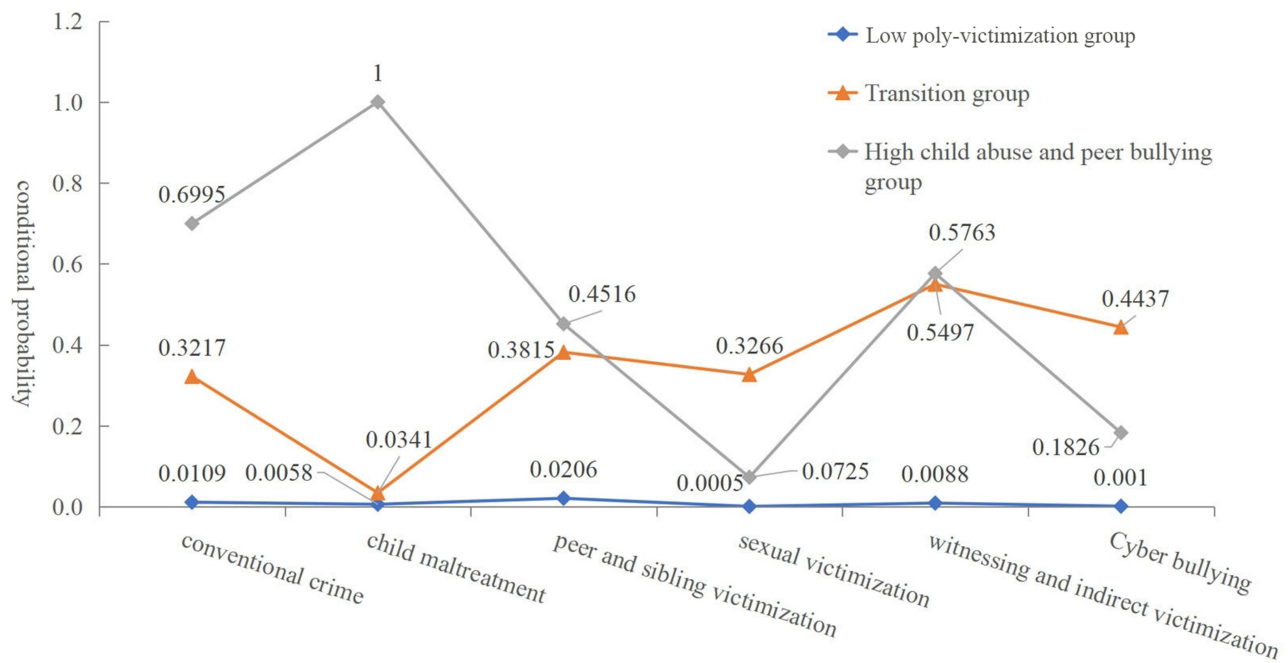 1.2
1.0
0.8
0.6
0.4
0.2
0.0
conditional probability
Low poly-victimization group
Transition group
High child abuse and peer bullying
group
1
0.6995
0.5763
0.4516
0.4437
0.3217
0.3815
0.3266
0.5497
0.0341
0.1826
0.0109
0.0058
0.0206
0.0005
0.0725
0.0088
0.001
conventional crime
child maltreatment
peer and sibling victimization
sexual victimization
witnessing and indirect victimization
Cyber bullying